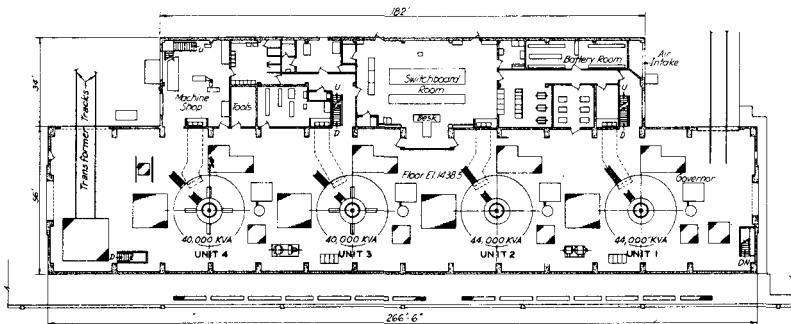 182'
34'
Transformer Tracks
Machine Shop
U
Tools
U
D
Switchboard Room
Desk
Battery Room
U
D
Air Intake
56'
Floor El. 1438.5
Governor
40,000 KVA
UNIT 4
40,000 KVA
UNIT 3
44,000 KVA
UNIT 2
44,000 KVA
UNIT 1
D
DN
266'-6"